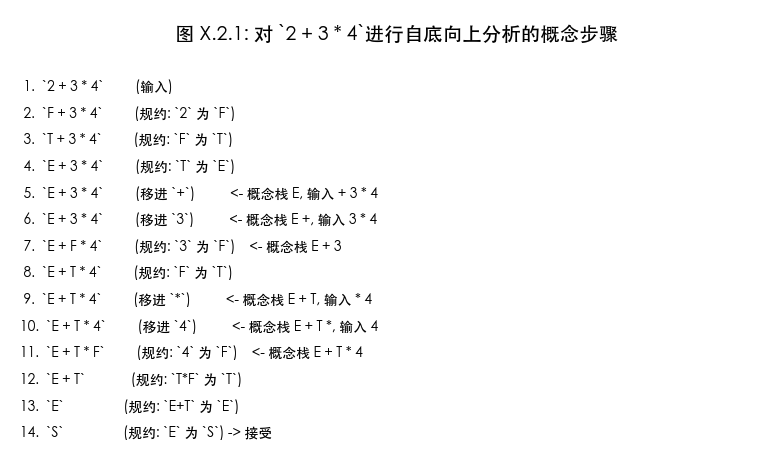 图 X.2.1: 对 `2 + 3 * 4`进行自底向上分析的概念步骤
1. `2 + 3 * 4` (输入)
2. `F + 3 * 4` (规约: `2` 为 `F`)
3. `T + 3 * 4` (规约: `F` 为 `T`)
4. `E + 3 * 4` (规约: `T` 为 `E`)
5. `E + 3 * 4` (移进 `+`) <- 概念栈 E, 输入 + 3 * 4
6. `E + 3 * 4` (移进 `3`) <- 概念栈 E +, 输入 3 * 4
7. `E + F * 4` (规约: `3` 为 `F`) <- 概念栈 E + 3
8. `E + T * 4` (规约: `F` 为 `T`)
9. `E + T * 4` (移进 `*`) <- 概念栈 E + T, 输入 * 4
10. `E + T * 4` (移进 `4`) <- 概念栈 E + T *, 输入 4
11. `E + T * F` (规约: `4` 为 `F`) <- 概念栈 E + T * 4
12. `E + T` (规约: `T*F` 为 `T`)
13. `E` (规约: `E+T` 为 `E`)
14. `S` (规约: `E` 为 `S`) -> 接受